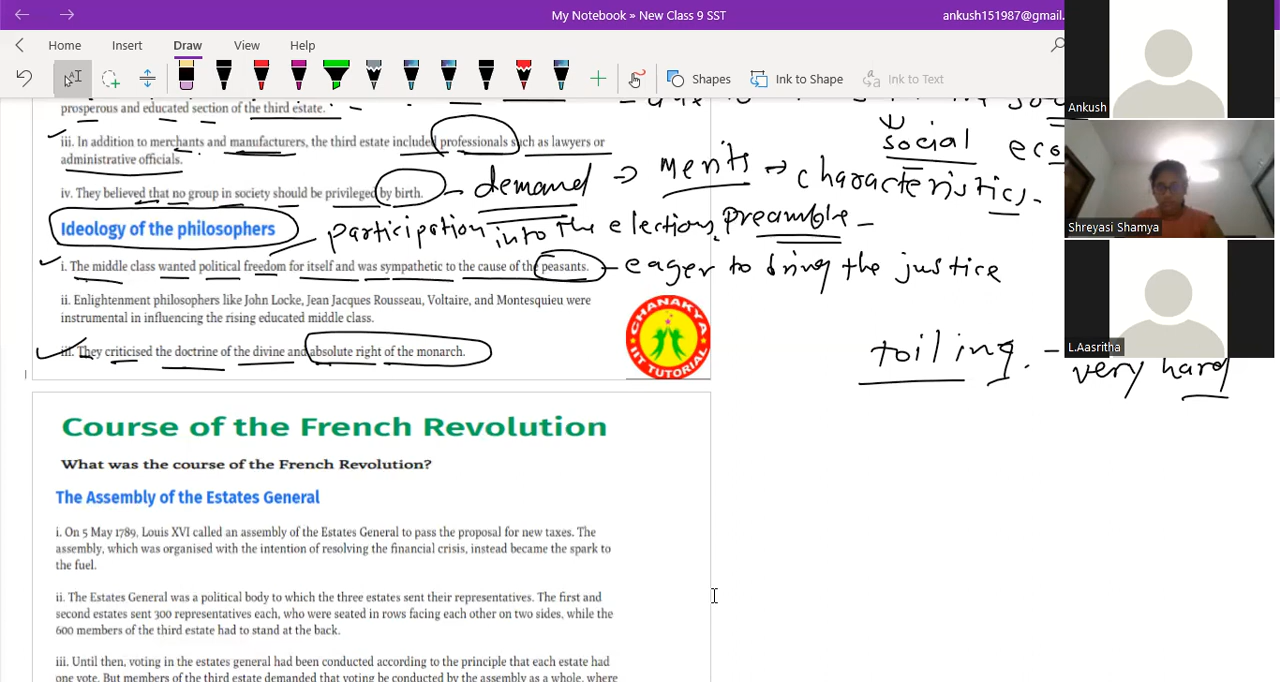 My Notebook » New Class 9 SST
ankush151987@gmail.
Home Insert Draw View Help
Shapes Ink to Shape Ink to Text
prosperous and educated section of the third estate.
iii. In addition to merchants and manufacturers, the third estate included professionals such as lawyers or
administrative officials.
social eco
iv. They believed that no group in society should be privileged by birth. - demand → merits → characteristics.
Ideology of the philosophers
participation into the elections. preamble -
i. The middle class wanted political freedom for itself and was sympathetic to the cause of the peasants. - eager to bring the justice
ii. Enlightenment philosophers like John Locke, Jean Jacques Rousseau, Voltaire, and Montesquieu were
instrumental in influencing the rising educated middle class.
iii. They criticised the doctrine of the divine and absolute right of the monarch.
CHANAKYA
IIT TUTORIAL
toiling. - very hard
Ankush
Shreyasi Shamya
L.Aasritha
Course of the French Revolution
What was the course of the French Revolution?
The Assembly of the Estates General
i. On 5 May 1789, Louis XVI called an assembly of the Estates General to pass the proposal for new taxes. The
assembly, which was organised with the intention of resolving the financial crisis, instead became the spark to
the fuel.
ii. The Estates General was a political body to which the three estates sent their representatives. The first and
second estates sent 300 representatives each, who were seated in rows facing each other on two sides, while the
600 members of the third estate had to stand at the back.
iii. Until then, voting in the estates general had been conducted according to the principle that each estate had
one vote. But members of the third estate demanded that voting be conducted by the assembly as a whole, where